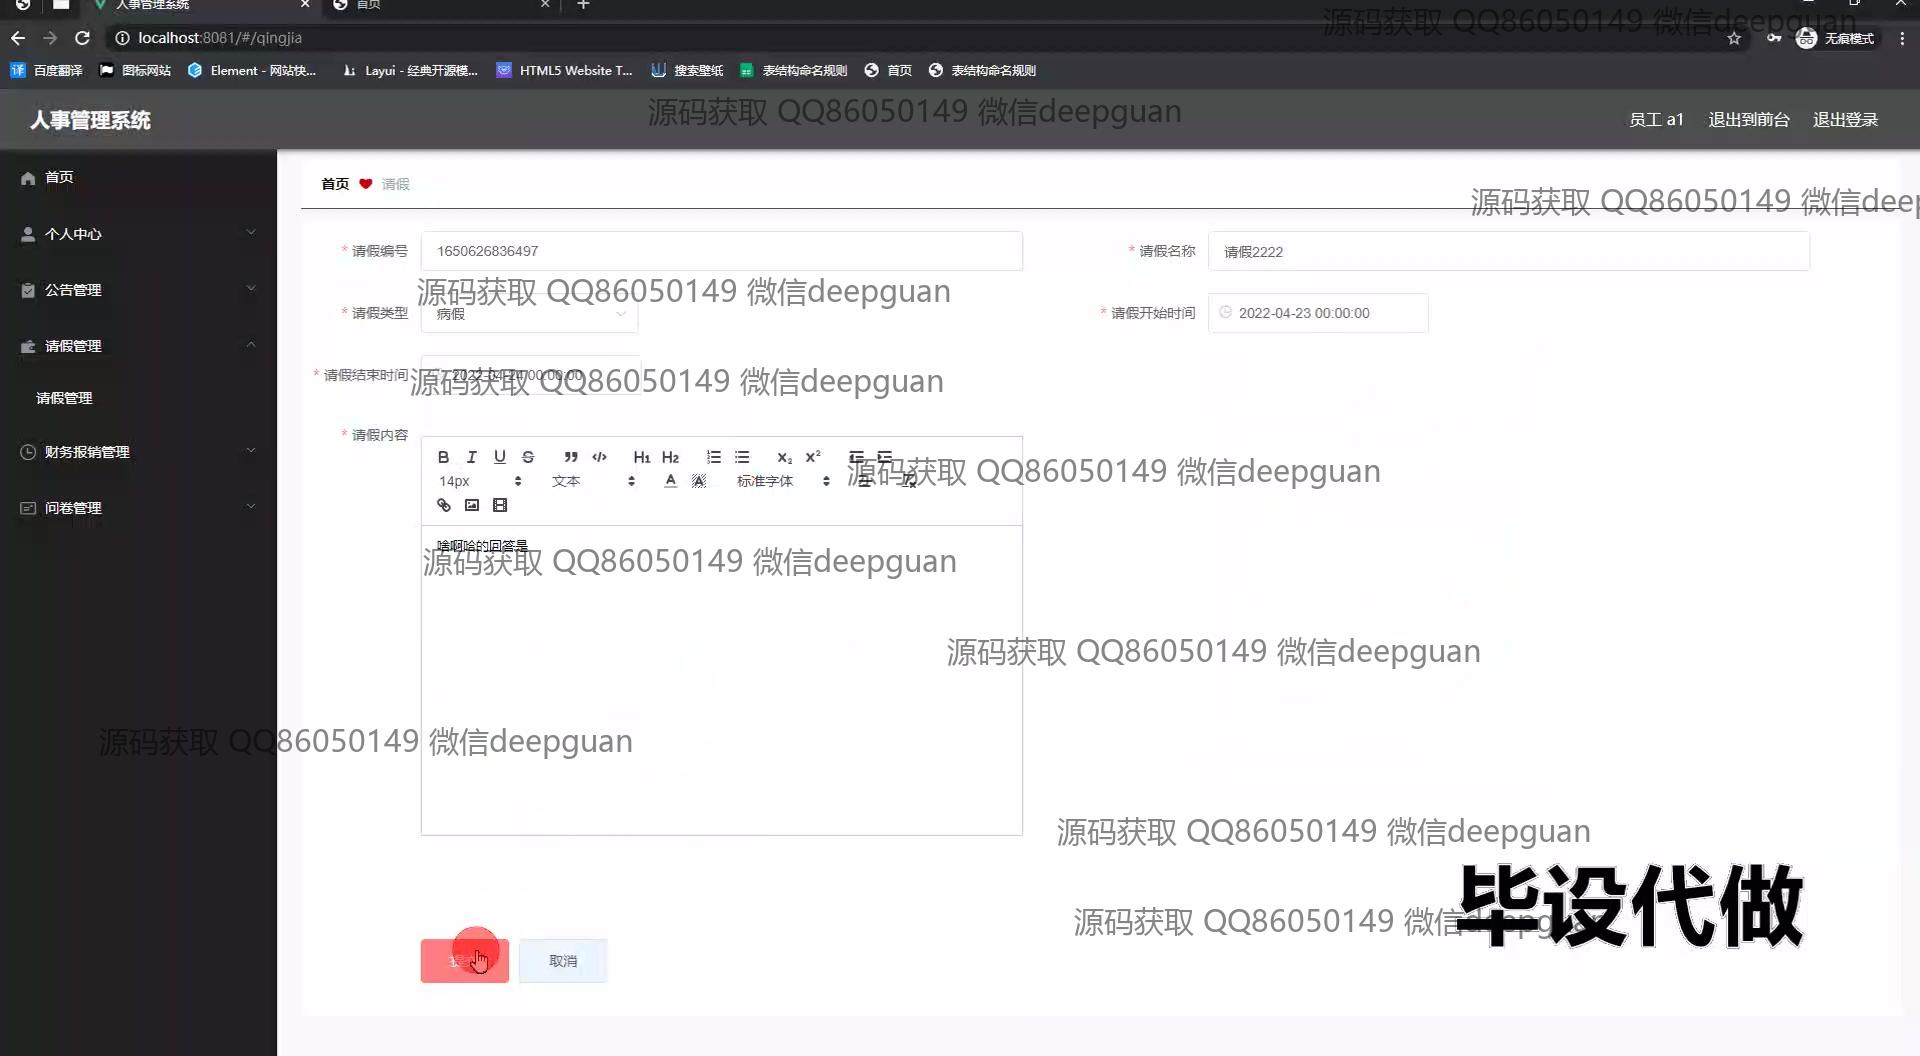 人事管理系统
首页
localhost:8081/#/qingjia
源码获取 QQ86050149 微信deepguan
无痕模式
百度翻译
图标网站
Element - 网站快...
Layui - 经典开源模...
HTML5 Website T...
搜索壁纸
表结构命名规则
首页
表结构命名规则
人事管理系统
源码获取 QQ86050149 微信deepguan
员工 a1
退出到前台
退出登录
首页
首页
请假
源码获取 QQ86050149 微信deep
个人中心
* 请假编号
1650626836497
* 请假名称
请假2222
公告管理
源码获取 QQ86050149 微信deepguan
* 请假类型
病假
* 请假开始时间
2022-04-23 00:00:00
请假管理
* 请假结束时间
2022-04-24 00:00:00
源码获取 QQ86050149 微信deepguan
请假管理
* 请假内容
财务报销管理
B I U S
H1 H2
X₂ X²
源码获取 QQ86050149 微信deepguan
14px
文本
A
A
标准字体
问卷管理
啥啊哈的回答是
源码获取 QQ86050149 微信deepguan
源码获取 QQ86050149 微信deepguan
源码获取 QQ86050149 微信deepguan
源码获取 QQ86050149 微信deepguan
源码获取 QQ86050149 微信deepguan
毕设代做
取消